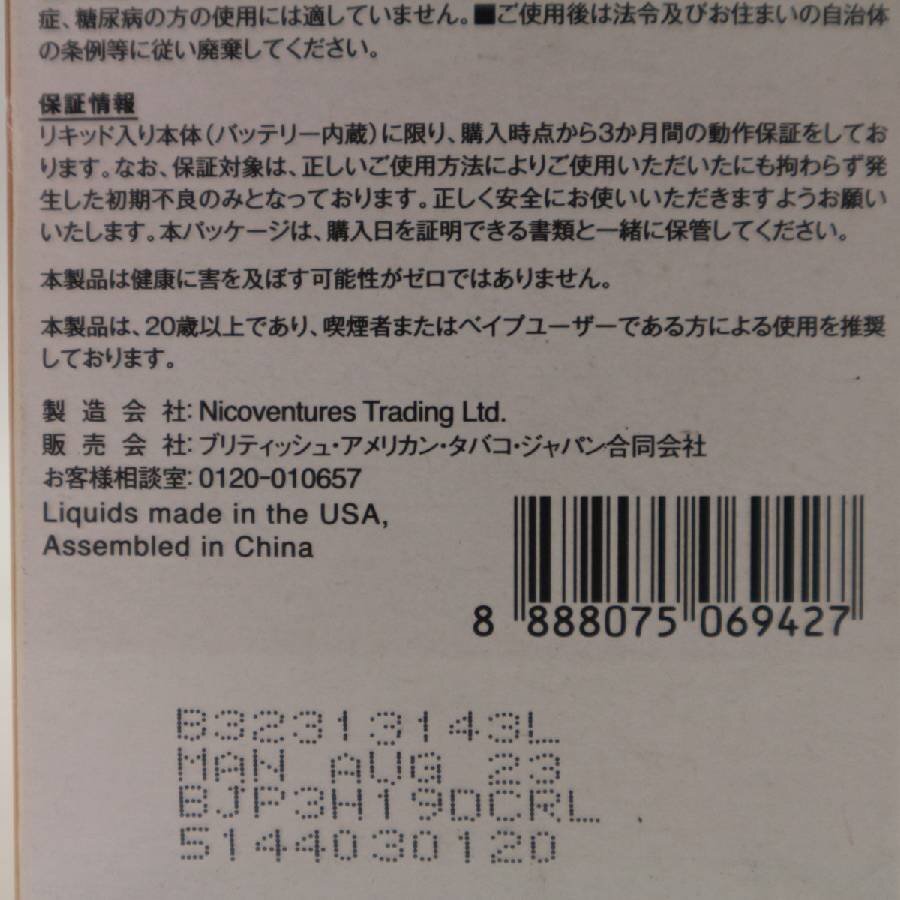 症、糖尿病の方の使用には適していません。■ご使用後は法令及びお住まいの自治体
の条例等に従い廃棄してください。
保証情報
リキッド入り本体（バッテリー内蔵）に限り、購入時点から3か月間の動作保証をしてお
ります。なお、保証対象は、正しいご使用方法によりご使用いただいたにも拘わらず発
生した初期不良のみとなっております。正しく安全にお使いいただきますようお願い
いたします。本パッケージは、購入日を証明できる書類と一緒に保管してください。
本製品は健康に害を及ぼす可能性がゼロではありません。
本製品は、20歳以上であり、喫煙者またはベイプユーザーである方による使用を推奨
しております。
製造会社: Nicoventures Trading Ltd.
販売会社: ブリティッシュ・アメリカン・タバコ・ジャパン合同会社
お客様相談室: 0120-010657
Liquids made in the USA,
Assembled in China
8 888075 069427
B32313143L
MAN AUG 23
BJP3H19DCRL
5144030120